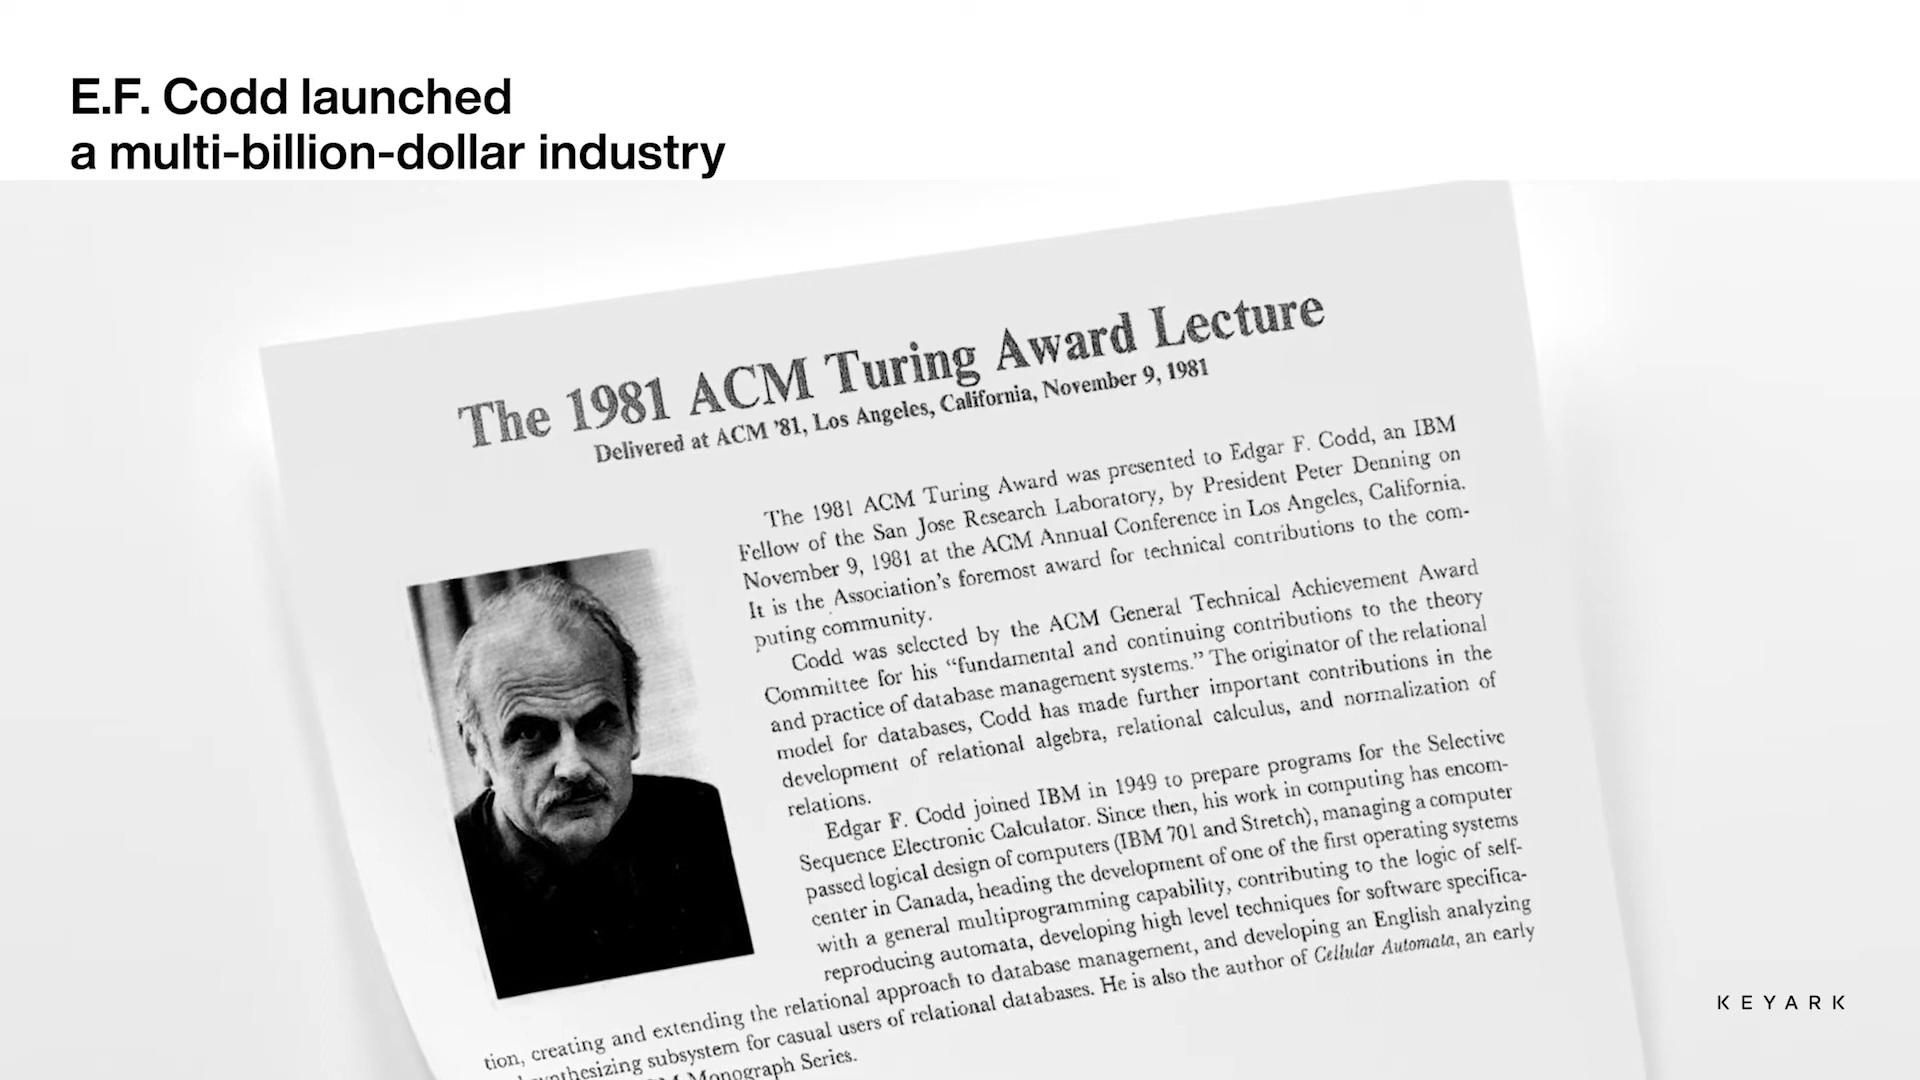 E.F. Codd launched
a multi-billion-dollar industry
The 1981 ACM Turing Award Lecture
Delivered at ACM '81, Los Angeles, California, November 9, 1981
The 1981 ACM Turing Award was presented to Edgar F. Codd, an IBM
Fellow of the San Jose Research Laboratory, by President Peter Denning on
November 9, 1981 at the ACM Annual Conference in Los Angeles, California.
It is the Association's foremost award for technical contributions to the com-
puting community.
Codd was selected by the ACM General Technical Achievement Award
Committee for his “fundamental and continuing contributions to the theory
and practice of database management systems.” The originator of the relational
model for databases, Codd has made further important contributions in the
development of relational algebra, relational calculus, and normalization of
relations.
Edgar F. Codd joined IBM in 1949 to prepare programs for the Selective
Sequence Electronic Calculator. Since then, his work in computing has encom-
passed logical design of computers (IBM 701 and Stretch), managing a computer
center in Canada, heading the development of one of the first operating systems
with a general multiprogramming capability, contributing to the logic of self-
reproducing automata, developing high level techniques for software specifica-
tion, creating and extending the relational approach to database management, and developing an English analyzing
synthesizing subsystem for casual users of relational databases. He is also the author of Cellular Automata, an early
Monograph Series.
KEYARK